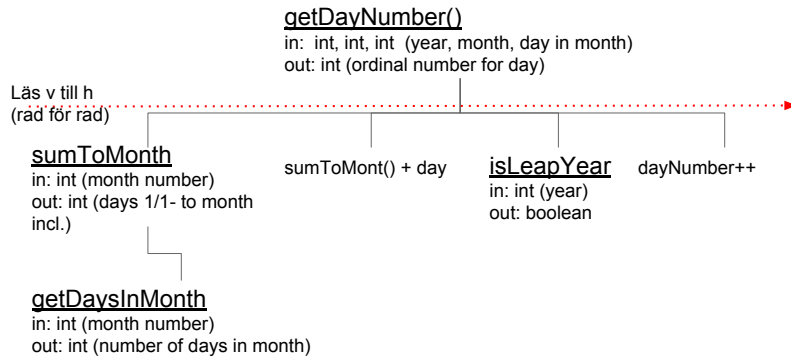 getDayNumber()
in:  int, int, int  (year, month, day in month)
out: int (ordinal number for day)
Läs v till h
(rad för rad)
sumToMonth
in: int (month number)
out: int (days 1/1- to month
incl.)
sumToMont() + day
isLeapYear
in: int (year)
out: boolean
dayNumber++
getDaysInMonth
in: int (month number)
out: int (number of days in month)